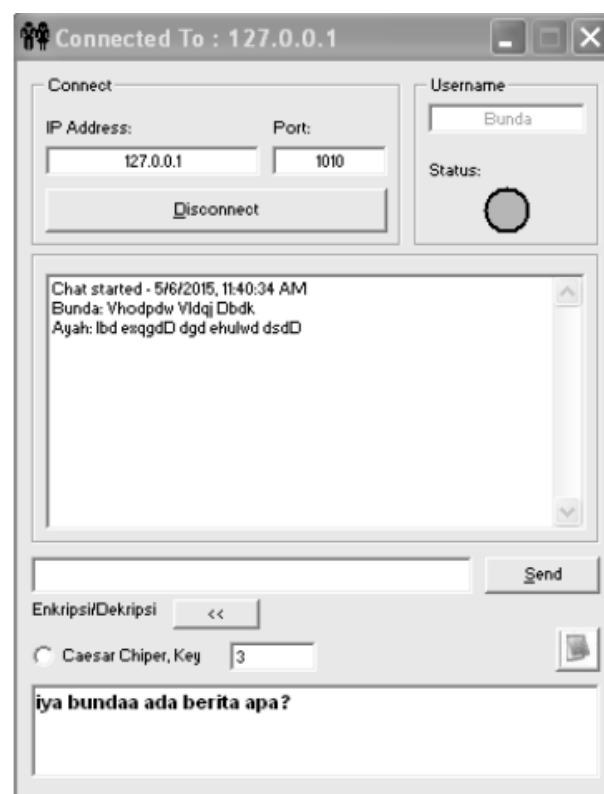 Connected To : 127.0.0.1
Connect
IP Address:
Port:
127.0.0.1
1010
Disconnect
Username
Bunda
Status:
Chat started - 5/6/2015, 11:40:34 AM
Bunda: Vhodpdw Vldqj Dbdk
Ayah: lbd exqgdD dgd ehulwd dsdD
Send
Enkripsi/Dekripsi
<<
Caesar Chiper, Key
3
iya bundaa ada berita apa?